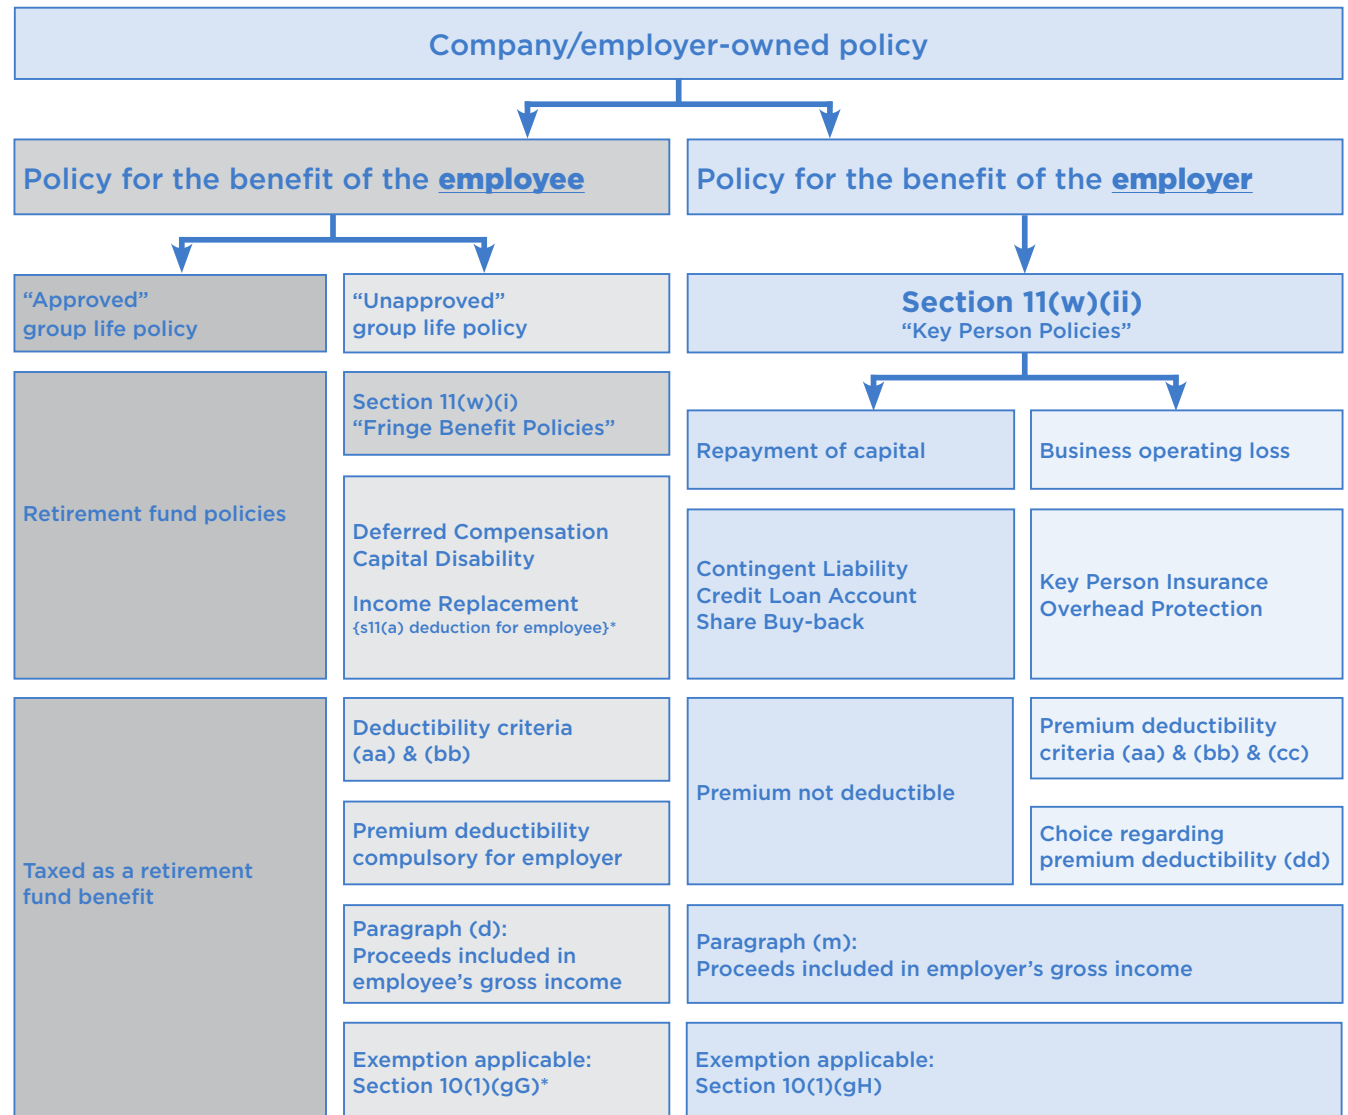 Company/employer-owned policy
Policy for the benefit of the employee
Policy for the benefit of the employer
“Approved”
group life policy
“Unapproved”
group life policy
Section 11(w)(ii)
“Key Person Policies”
Retirement fund policies
Section 11(w)(i)
“Fringe Benefit Policies”
Repayment of capital
Business operating loss
Deferred Compensation
Capital Disability
Income Replacement
{s11(a) deduction for employee}*
Contingent Liability
Credit Loan Account
Share Buy-back
Key Person Insurance
Overhead Protection
Taxed as a retirement
fund benefit
Deductibility criteria
(aa) & (bb)
Premium deductibility
compulsory for employer
Premium not deductible
Premium deductibility
criteria (aa) & (bb) & (cc)
Choice regarding
premium deductibility (dd)
Paragraph (d):
Proceeds included in
employee’s gross income
Paragraph (m):
Proceeds included in employer’s gross income
Exemption applicable:
Section 10(1)(gG)*
Exemption applicable:
Section 10(1)(gH)